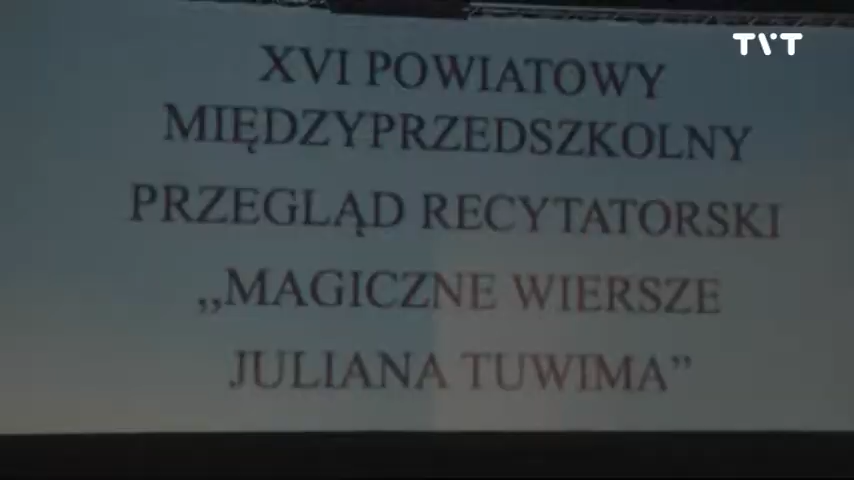 TVT
XVI POWIATOWY
MIĘDZYPRZEDSZKOLNY
PRZEGLĄD RECYTATORSKI
,,MAGICZNE WIERSZE
JULIANA TUWIMA”